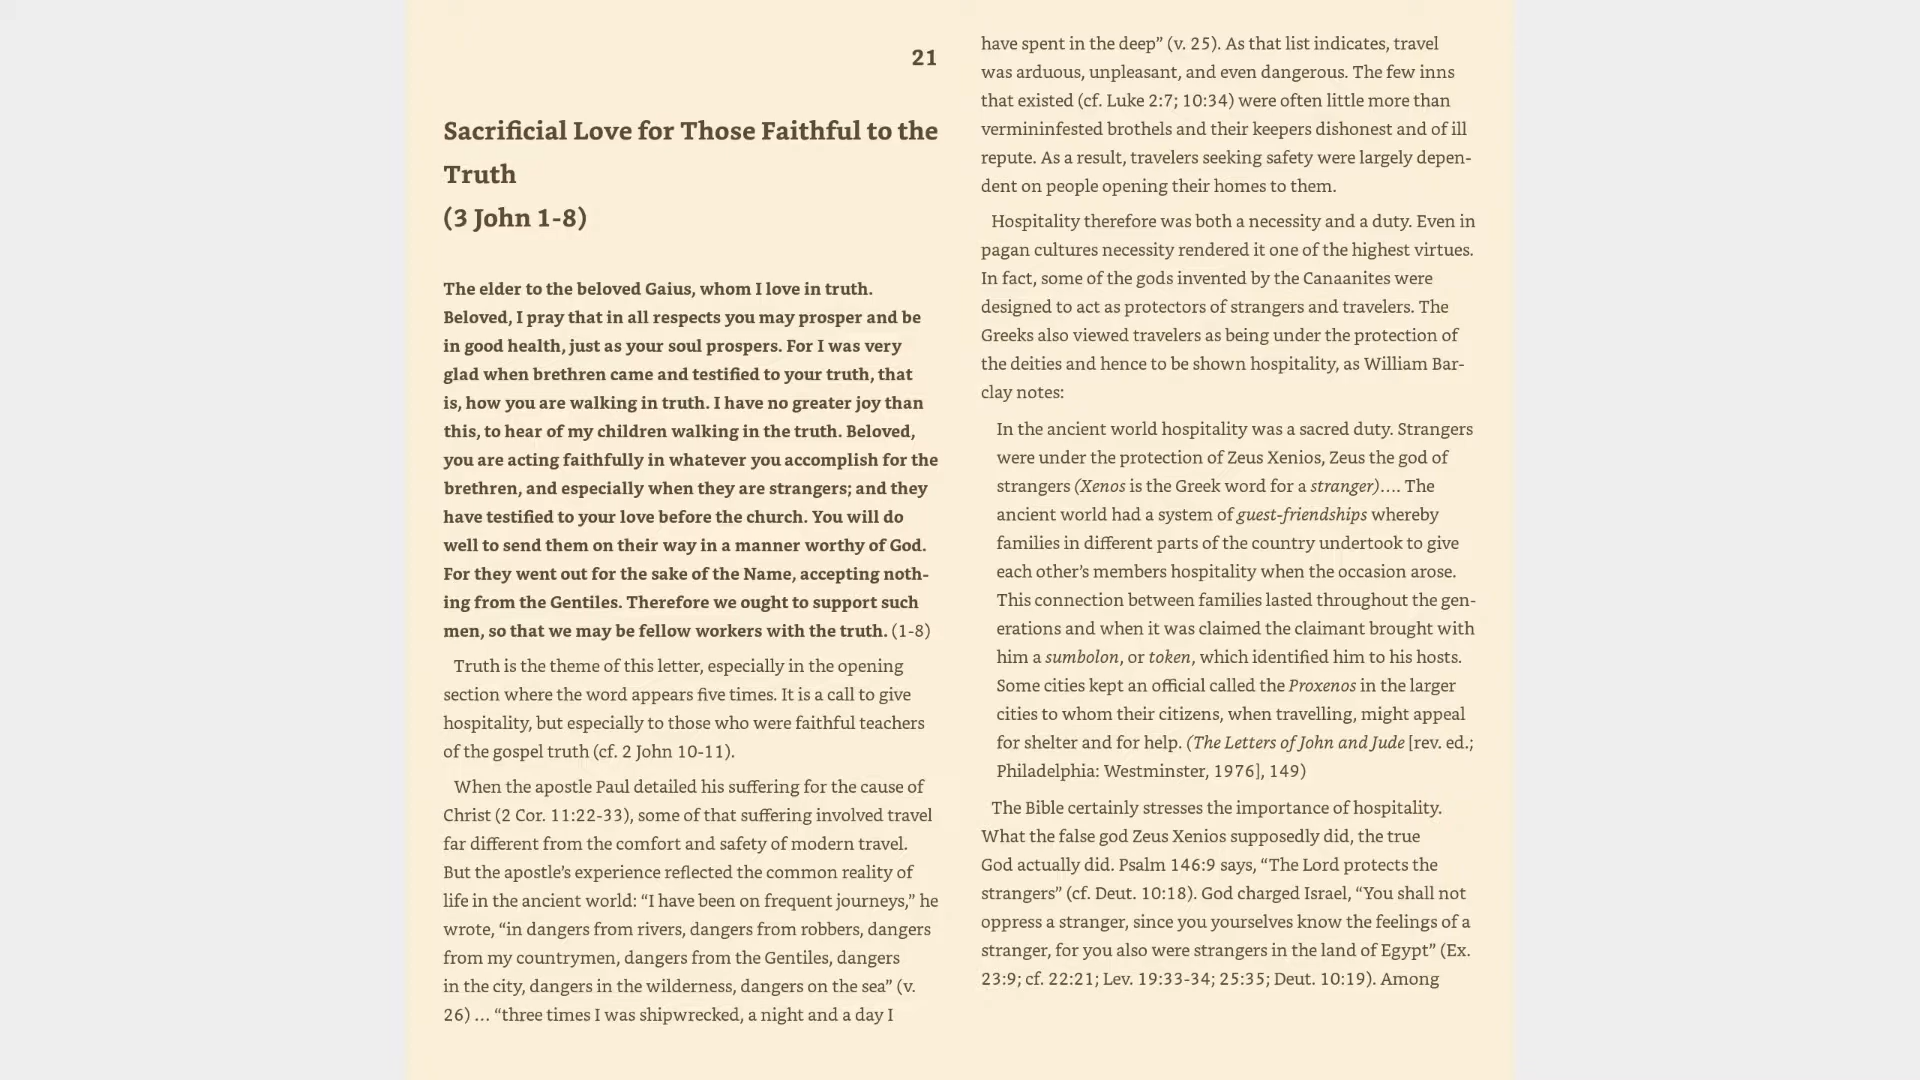 21
Sacrificial Love for Those Faithful to the
Truth
(3 John 1-8)
The elder to the beloved Gaius, whom I love in truth.
Beloved, I pray that in all respects you may prosper and be
in good health, just as your soul prospers. For I was very
glad when brethren came and testified to your truth, that
is, how you are walking in truth. I have no greater joy than
this, to hear of my children walking in the truth. Beloved,
you are acting faithfully in whatever you accomplish for the
brethren, and especially when they are strangers; and they
have testified to your love before the church. You will do
well to send them on their way in a manner worthy of God.
For they went out for the sake of the Name, accepting noth-
ing from the Gentiles. Therefore we ought to support such
men, so that we may be fellow workers with the truth. (1-8)
Truth is the theme of this letter, especially in the opening
section where the word appears five times. It is a call to give
hospitality, but especially to those who were faithful teachers
of the gospel truth (cf. 2 John 10-11).
When the apostle Paul detailed his suffering for the cause of
Christ (2 Cor. 11:22-33), some of that suffering involved travel
far different from the comfort and safety of modern travel.
But the apostle’s experience reflected the common reality of
life in the ancient world: “I have been on frequent journeys,” he
wrote, “in dangers from rivers, dangers from robbers, dangers
from my countrymen, dangers from the Gentiles, dangers
in the city, dangers in the wilderness, dangers on the sea” (v.
26) … “three times I was shipwrecked, a night and a day I
have spent in the deep” (v. 25). As that list indicates, travel
was arduous, unpleasant, and even dangerous. The few inns
that existed (cf. Luke 2:7; 10:34) were often little more than
vermininfested brothels and their keepers dishonest and of ill
repute. As a result, travelers seeking safety were largely depen-
dent on people opening their homes to them.
Hospitality therefore was both a necessity and a duty. Even in
pagan cultures necessity rendered it one of the highest virtues.
In fact, some of the gods invented by the Canaanites were
designed to act as protectors of strangers and travelers. The
Greeks also viewed travelers as being under the protection of
the deities and hence to be shown hospitality, as William Bar-
clay notes:
In the ancient world hospitality was a sacred duty. Strangers
were under the protection of Zeus Xenios, Zeus the god of
strangers (Xenos is the Greek word for a stranger)…. The
ancient world had a system of guest-friendships whereby
families in different parts of the country undertook to give
each other’s members hospitality when the occasion arose.
This connection between families lasted throughout the gen-
erations and when it was claimed the claimant brought with
him a sumbolon, or token, which identified him to his hosts.
Some cities kept an official called the Proxenos in the larger
cities to whom their citizens, when travelling, might appeal
for shelter and for help. (The Letters of John and Jude [rev. ed.;
Philadelphia: Westminster, 1976], 149)
The Bible certainly stresses the importance of hospitality.
What the false god Zeus Xenios supposedly did, the true
God actually did. Psalm 146:9 says, “The Lord protects the
strangers” (cf. Deut. 10:18). God charged Israel, “You shall not
oppress a stranger, since you yourselves know the feelings of a
stranger, for you also were strangers in the land of Egypt” (Ex.
23:9; cf. 22:21; Lev. 19:33-34; 25:35; Deut. 10:19). Among